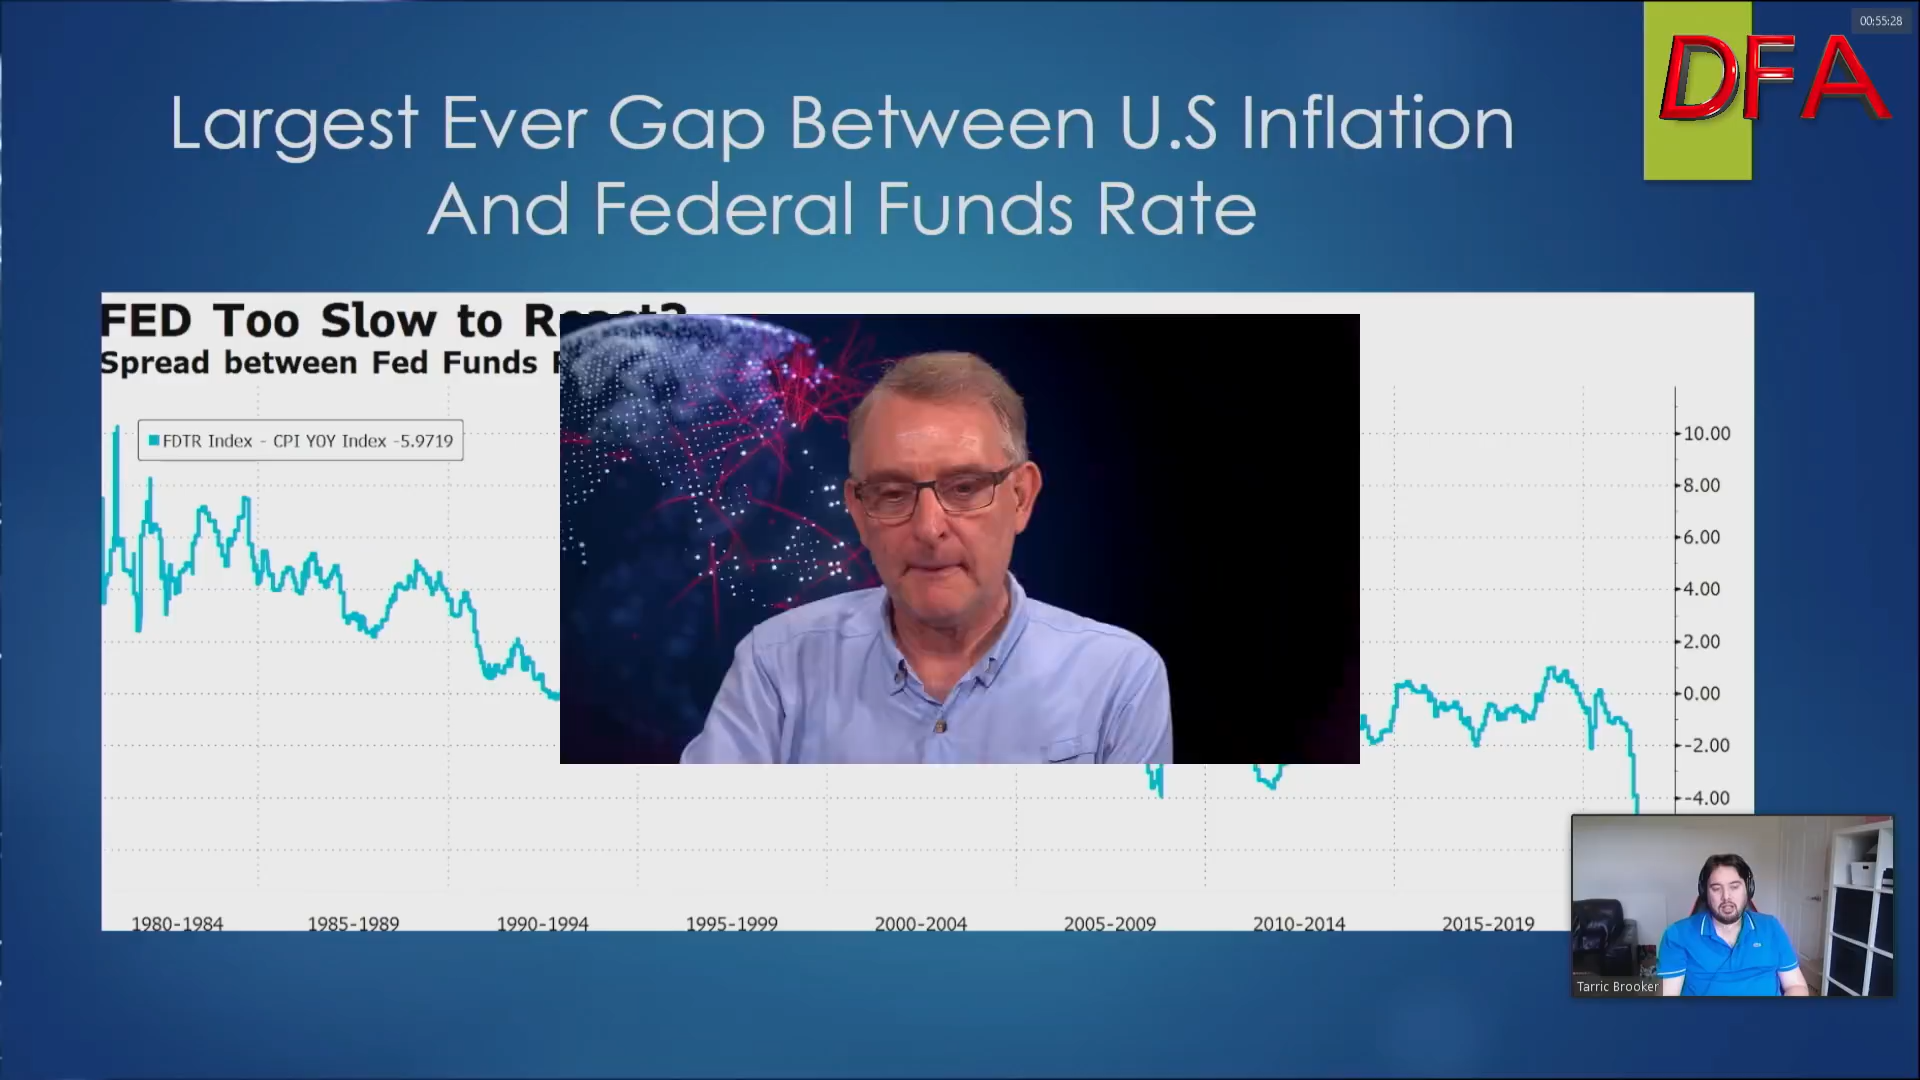 00:55:28
DFA
Largest Ever Gap Between U.S Inflation
And Federal Funds Rate
FED Too Slow to
Spread between Fed Funds
FDTR Index - CPI YOY Index -5.9719
10.00
8.00
6.00
4.00
2.00
0.00
-2.00
-4.00
1980-1984 1985-1989 1990-1994 1995-1999 2000-2004 2005-2009 2010-2014 2015-2019
Tarric Brooker